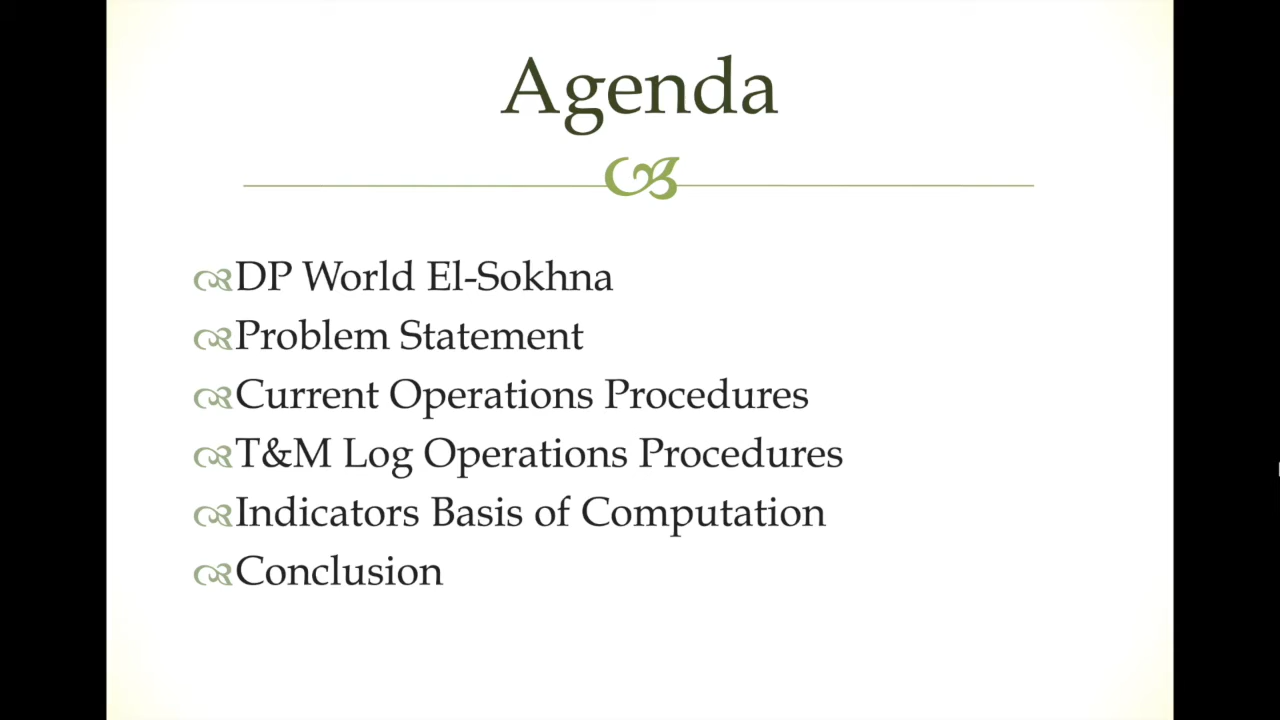 Agenda
DP World El-Sokhna
Problem Statement
Current Operations Procedures
T&M Log Operations Procedures
Indicators Basis of Computation
Conclusion